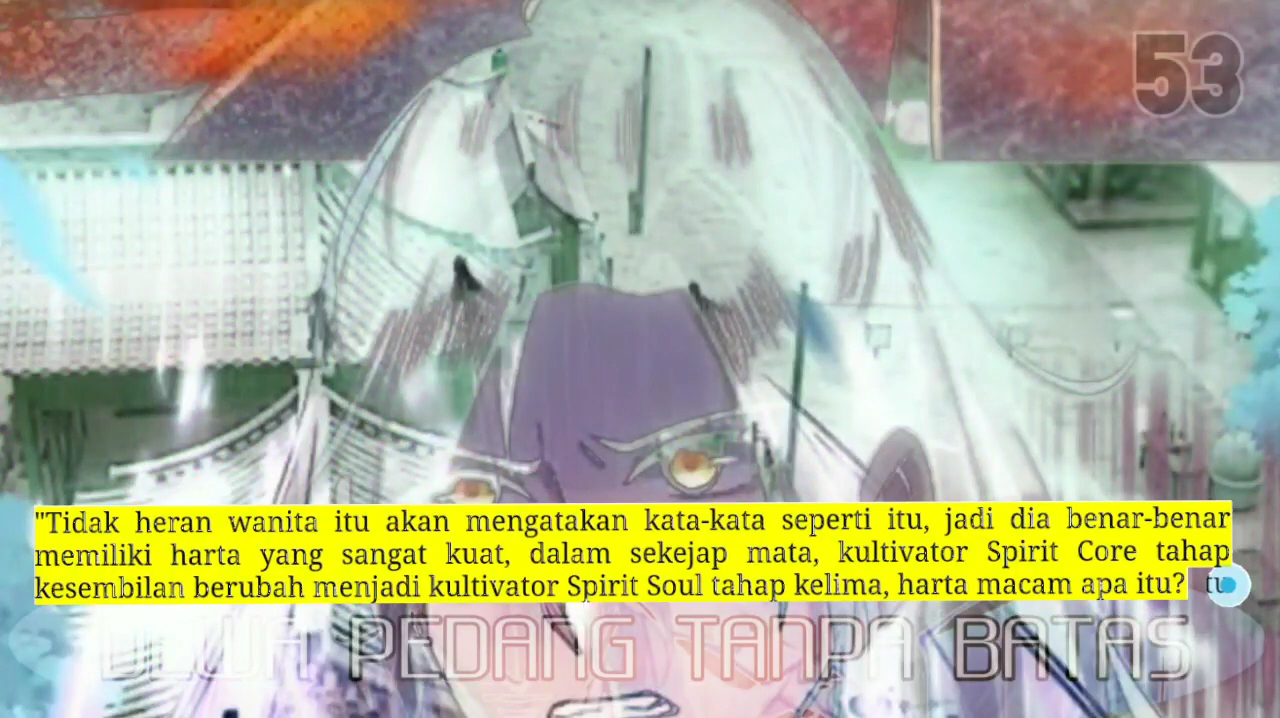 53
"Tidak heran wanita itu akan mengatakan kata-kata seperti itu, jadi dia benar-benar
memiliki harta yang sangat kuat, dalam sekejap mata, kultivator Spirit Core tahap
kesembilan berubah menjadi kultivator Spirit Soul tahap kelima, harta macam apa itu? tu
DEWA PEDANG TANPA BATAS